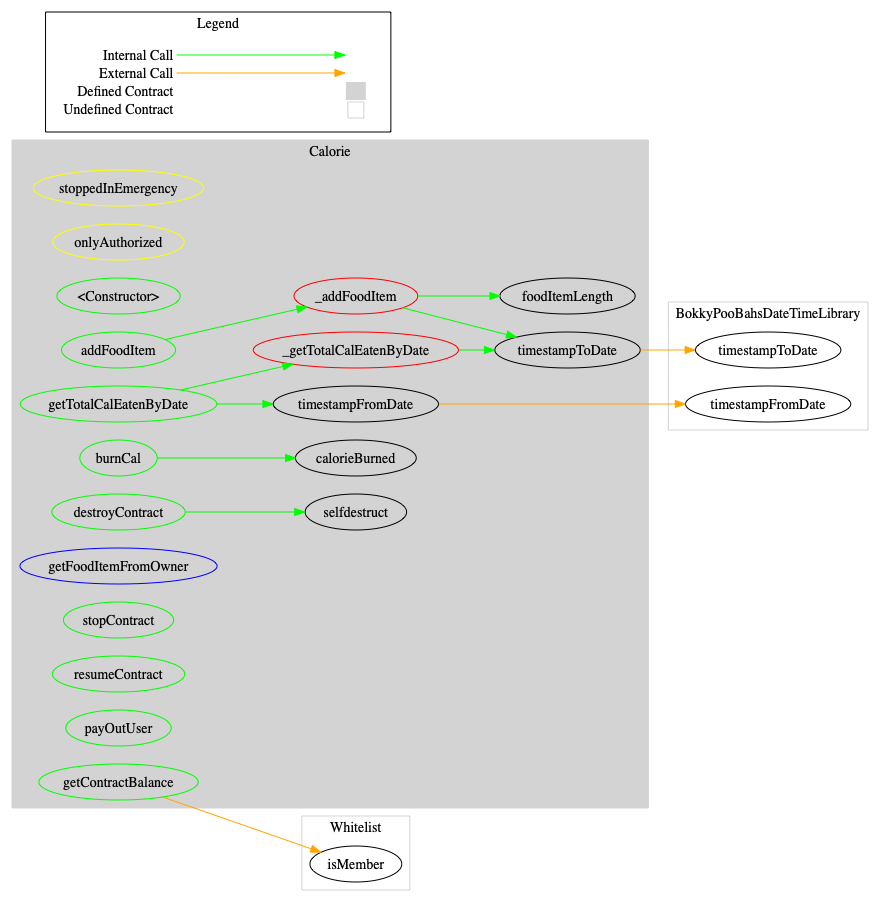 Legend
Internal Call
External Call
Defined Contract
Undefined Contract
Calorie
stoppedInEmergency
onlyAuthorized
<Constructor>
_addFoodItem
foodItemLength
BokkyPooBahsDateTimeLibrary
addFoodItem
_getTotalCalEatenByDate
timestampToDate
timestampToDate
getTotalCalEatenByDate
timestampFromDate
timestampFromDate
burnCal
calorieBurned
destroyContract
selfdestruct
getFoodItemFromOwner
stopContract
resumeContract
payOutUser
getContractBalance
Whitelist
isMember